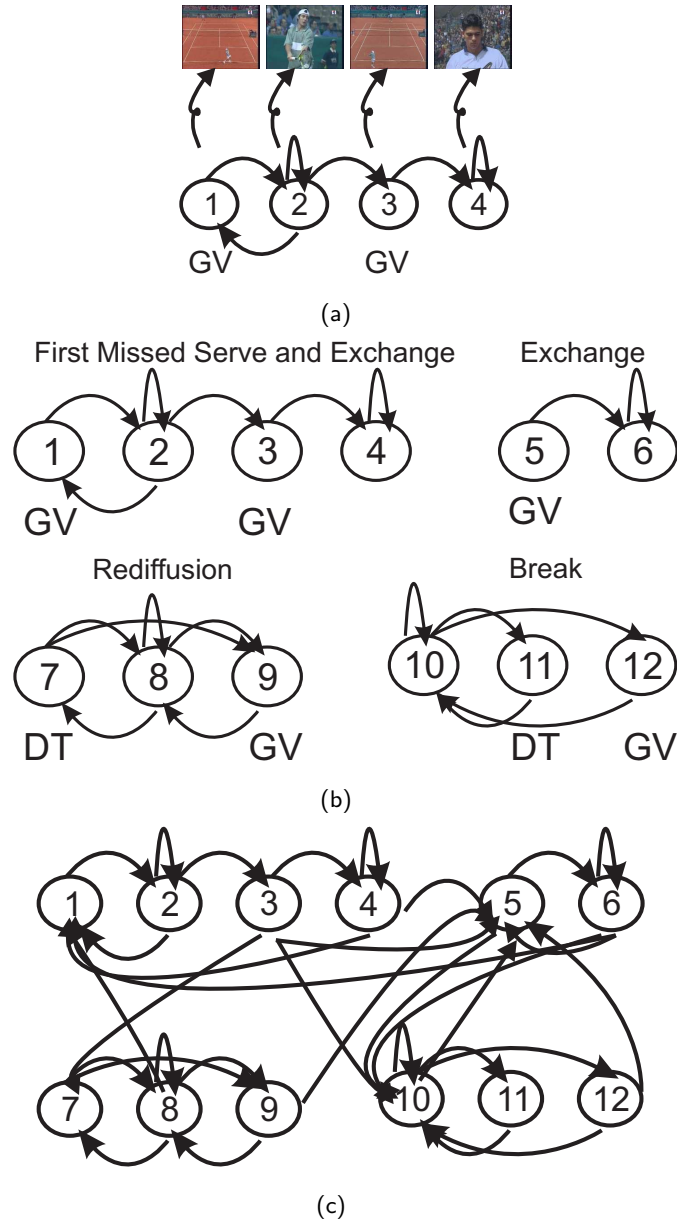 1 2 3 4
GV GV
(a)
First Missed Serve and Exchange Exchange
1 2 3 4 5 6
GV GV GV
Rediffusion Break
7 8 9 10 11 12
DT GV DT GV
(b)
1 2 3 4 5 6
7 8 9 10 11 12
(c)